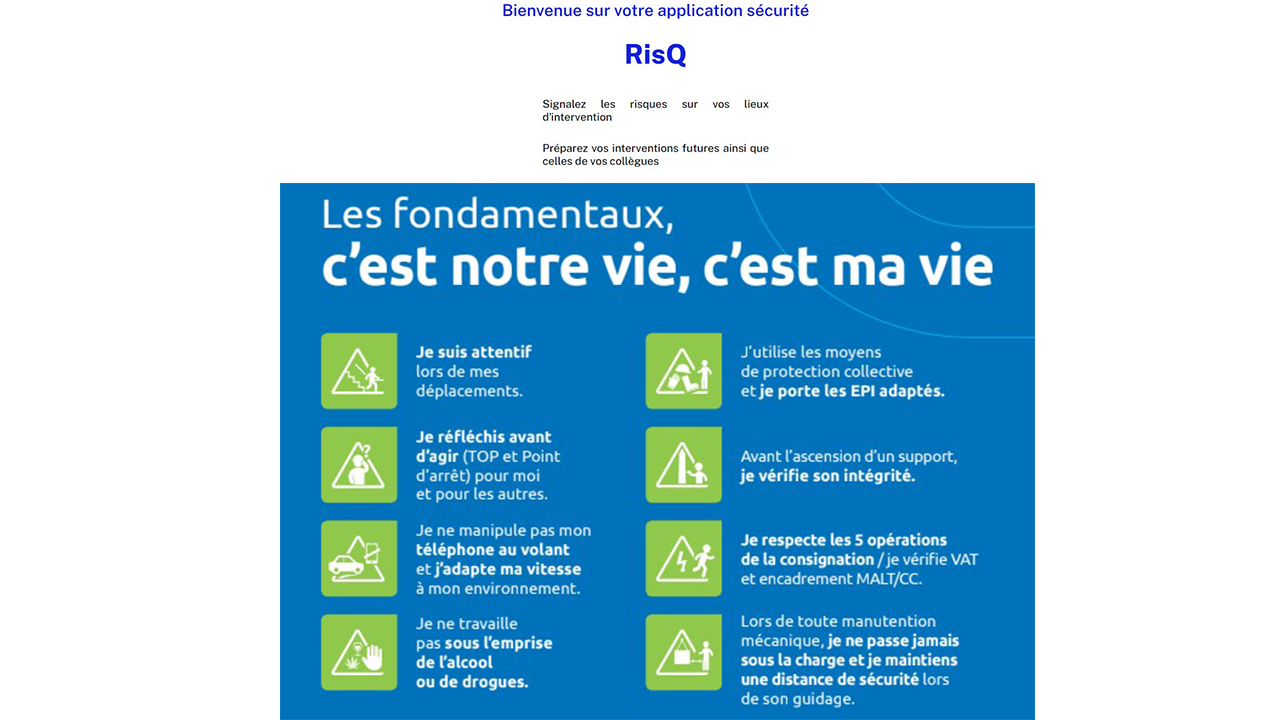 Bienvenue sur votre application sécurité
RisQ
Signalez les risques sur vos lieux
d'intervention
Préparez vos interventions futures ainsi que
celles de vos collègues
Les fondamentaux,
c’est notre vie, c’est ma vie
Je suis attentif
lors de mes
déplacements.
Je réfléchis avant
d’agir (TOP et Point
d’arrêt) pour moi
et pour les autres.
Je ne manipule pas mon
téléphone au volant
et j’adapte ma vitesse
à mon environnement.
Je ne travaille
pas sous l’emprise
de l’alcool
ou de drogues.
J’utilise les moyens
de protection collective
et je porte les EPI adaptés.
Avant l’ascension d’un support,
je vérifie son intégrité.
Je respecte les 5 opérations
de la consignation / je vérifie VAT
et encadrement MALT/CC.
Lors de toute manutention
mécanique, je ne passe jamais
sous la charge et je maintiens
une distance de sécurité lors
de son guidage.